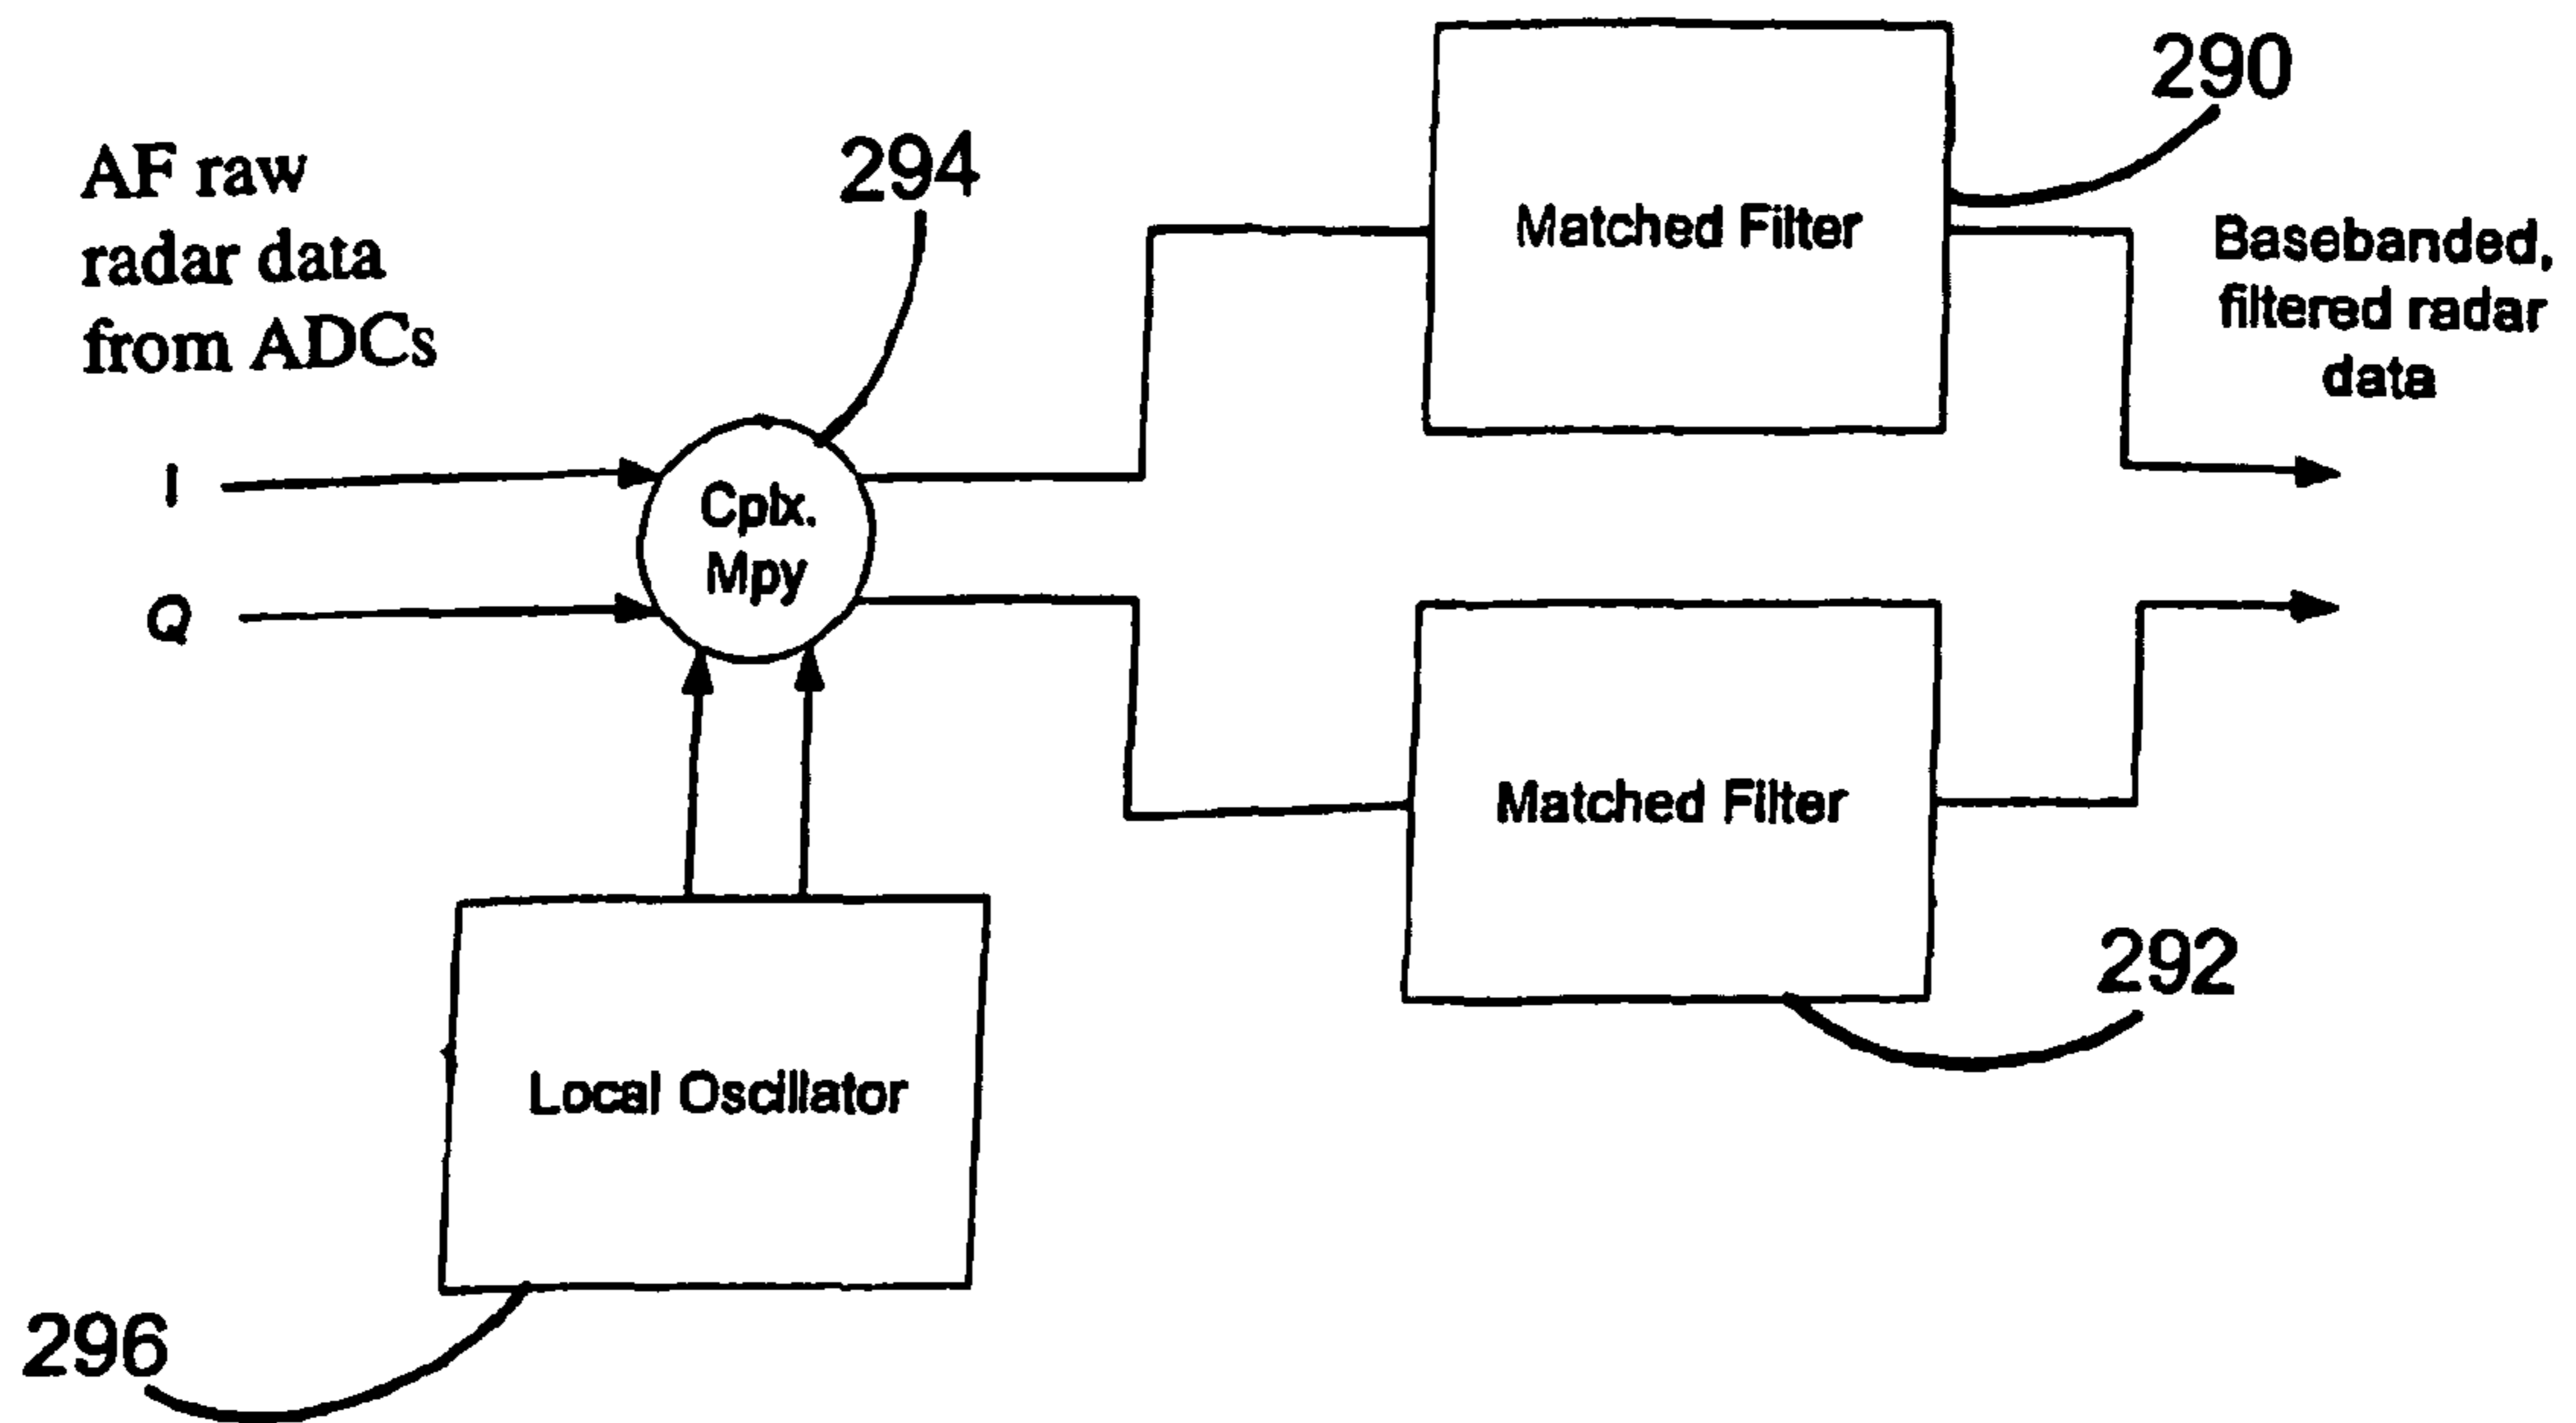 AF raw
radar data
from ADCs
294
290
Matched Filter
Basebanded,
filtered radar
data
I
Q
Cplx.
Mpy
Matched Filter
292
Local Oscillator
296